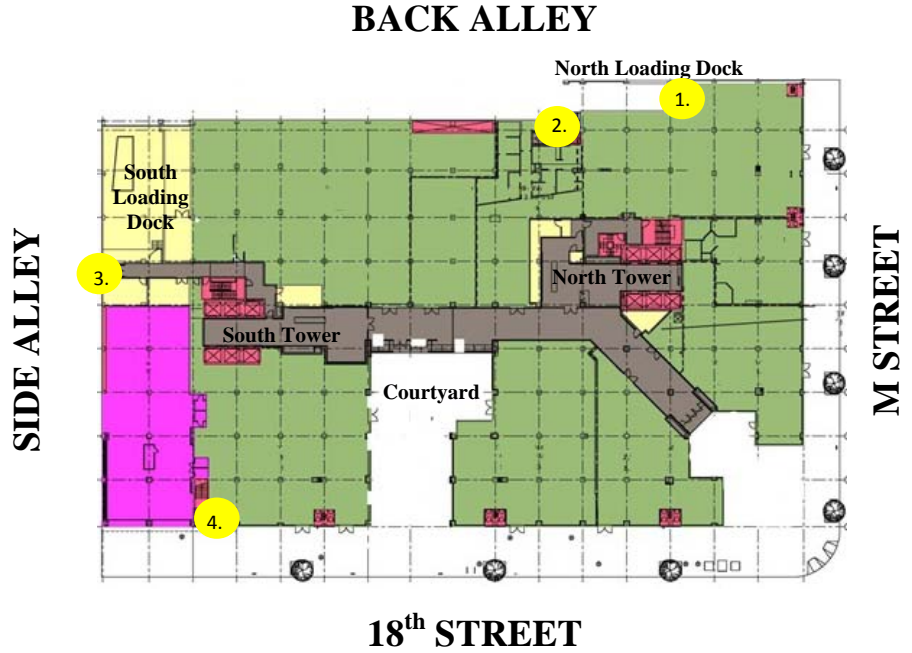 BACK ALLEY
North Loading Dock
1.
2.
South
Loading
Dock
SIDE ALLEY
3.
North Tower
M STREET
South Tower
Courtyard
4.
18th STREET